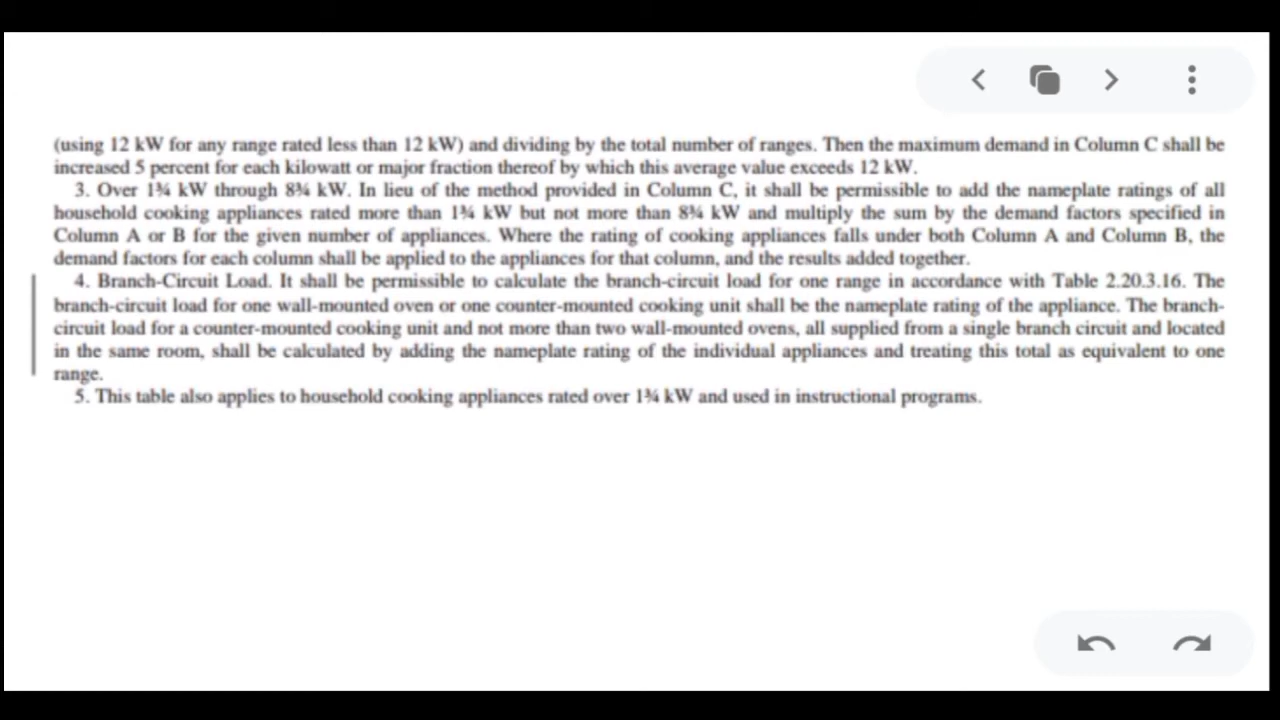 (using 12 kW for any range rated less than 12 kW) and dividing by the total number of ranges. Then the maximum demand in Column C shall be
increased 5 percent for each kilowatt or major fraction thereof by which this average value exceeds 12 kW.
3. Over 1¾ kW through 8¾ kW. In lieu of the method provided in Column C, it shall be permissible to add the nameplate ratings of all
household cooking appliances rated more than 1¾ kW but not more than 8¾ kW and multiply the sum by the demand factors specified in
Column A or B for the given number of appliances. Where the rating of cooking appliances falls under both Column A and Column B, the
demand factors for each column shall be applied to the appliances for that column, and the results added together.
4. Branch-Circuit Load. It shall be permissible to calculate the branch-circuit load for one range in accordance with Table 2.20.3.16. The
branch-circuit load for one wall-mounted oven or one counter-mounted cooking unit shall be the nameplate rating of the appliance. The branch-
circuit load for a counter-mounted cooking unit and not more than two wall-mounted ovens, all supplied from a single branch circuit and located
in the same room, shall be calculated by adding the nameplate rating of the individual appliances and treating this total as equivalent to one
range.
5. This table also applies to household cooking appliances rated over 1¾ kW and used in instructional programs.